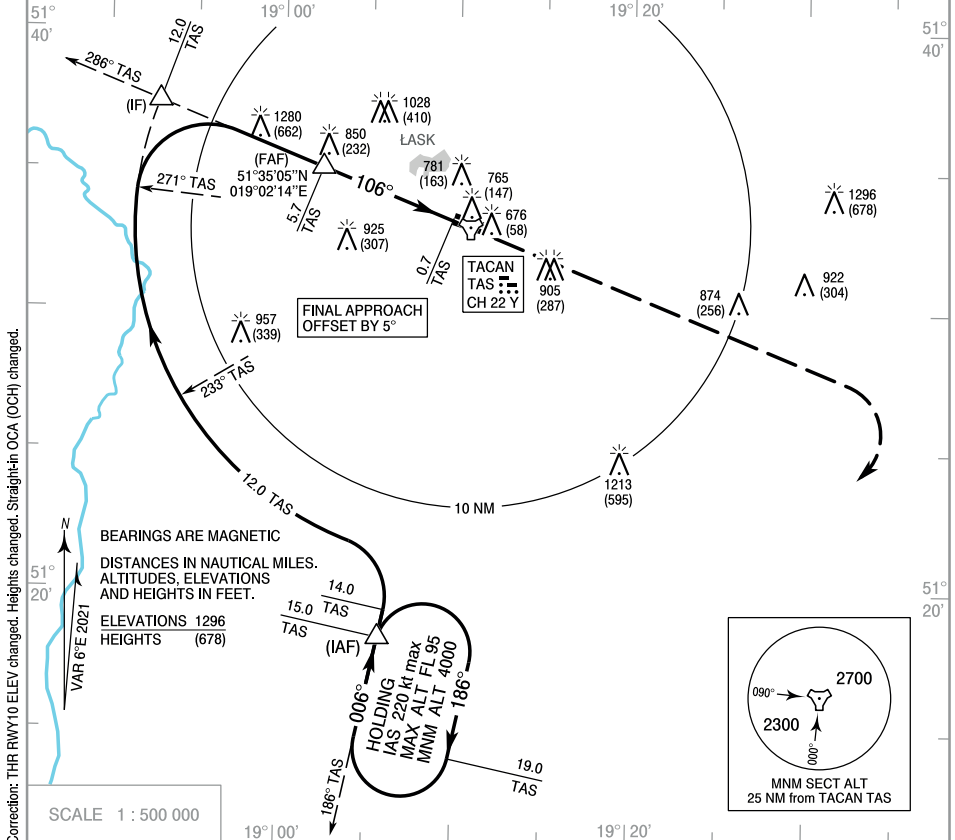 51°
40'
19° 00'
19° 20'
51°
40'
12.0
TAS
286° TAS
(IF)
1280
(662)
850
(232)
1028
(410)
ŁASK
(FAF)
51°35'05''N
019°02'14''E
271° TAS
5.7
TAS
106°
781
(163)
765
(147)
676
(58)
925
(307)
0.7
TAS
TACAN
TAS
CH 22 Y
905
(287)
1296
(678)
922
(304)
874
(256)
FINAL APPROACH
OFFSET BY 5°
957
(339)
233° TAS
12.0 TAS
10 NM
1213
(595)
N
VAR 6°E 2021
BEARINGS ARE MAGNETIC
DISTANCES IN NAUTICAL MILES.
ALTITUDES, ELEVATIONS
AND HEIGHTS IN FEET.
ELEVATIONS 1296
HEIGHTS (678)
51°
20'
51°
20'
14.0
TAS
15.0
TAS
(IAF)
006°
HOLDING
IAS 220 kt max
MAX ALT FL 95
MNM ALT 4000
186°
19.0
TAS
186° TAS
2700
090°
2300
000°
MNM SECT ALT
25 NM from TACAN TAS
SCALE 1 : 500 000
19° 00'
19° 20'
Correction: THR RWY10 ELEV changed. Heights changed. Straight-in OCA (OCH) changed.